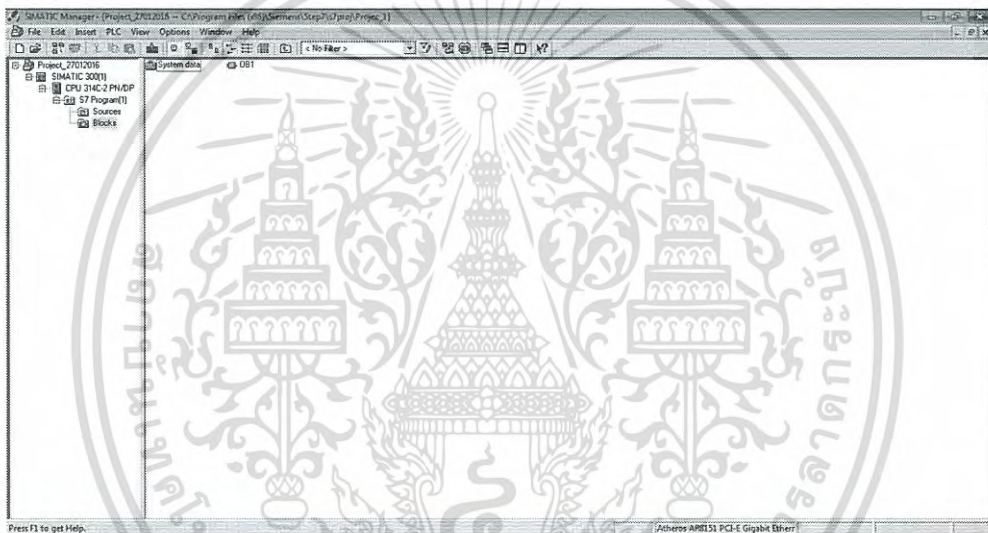 SIMATIC Manager - [Project_27012016 -- C:\Program Files (x86)\Siemens\Step7\s7proj\Projec_1]
File Edit Insert PLC View Options Window Help
< No Filter >
Project_27012016
SIMATIC 300(1)
CPU 314C-2 PN/DP
S7 Program(1)
Sources
Blocks
System data
OB1
Press F1 to get Help.
Atheros AR8151 PCI-E Gigabit Etherr